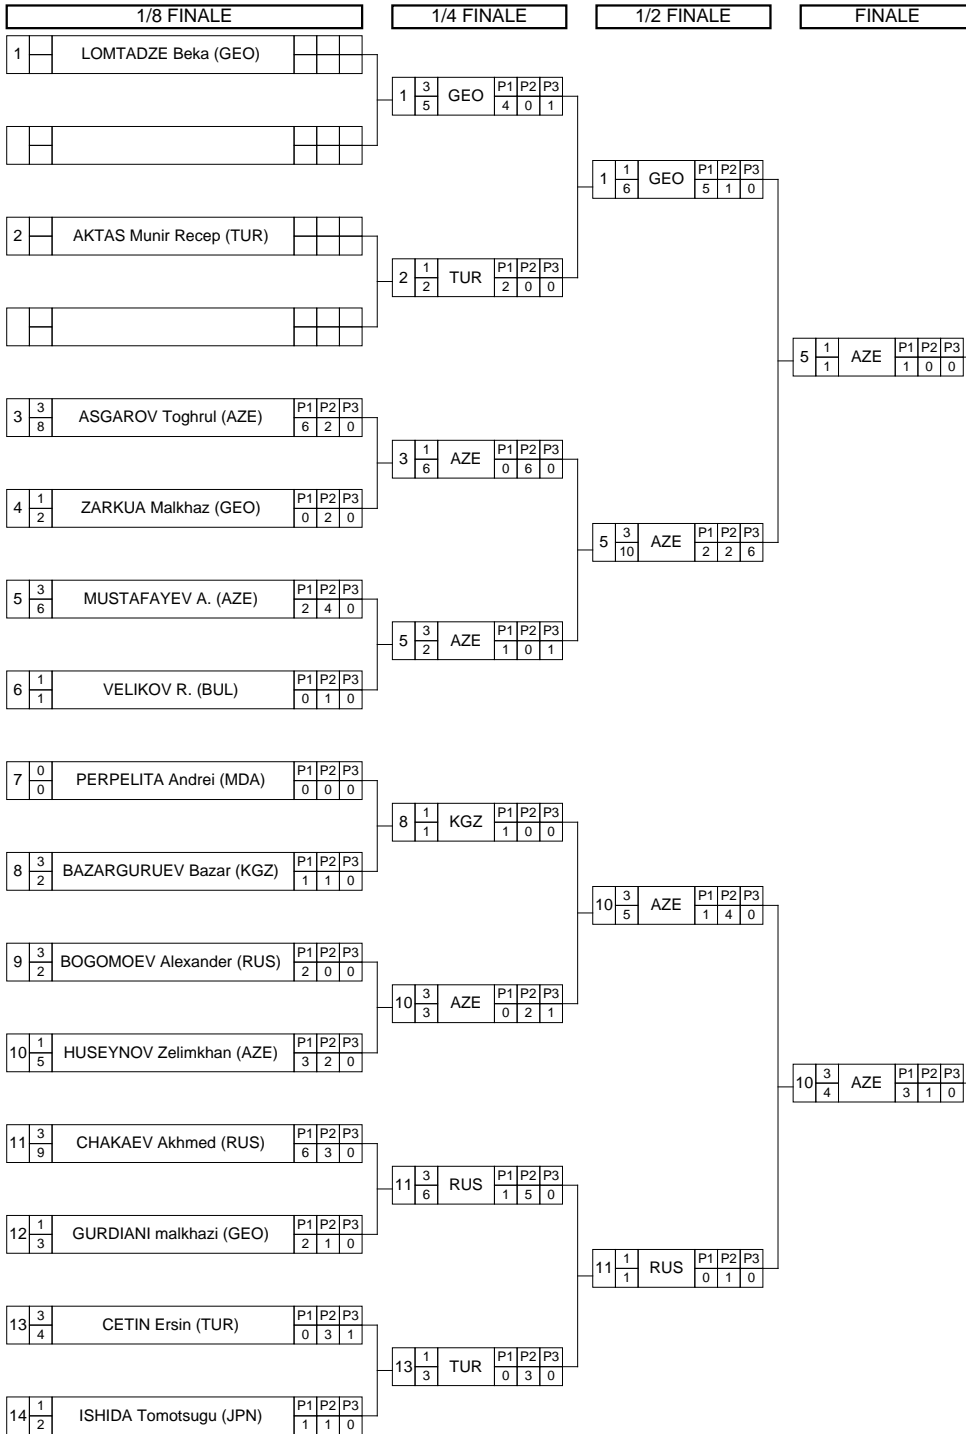 1/8 FINALE 1/4 FINALE 1/2 FINALE FINALE
1 LOMTADZE Beka (GEO)
1 3 5 GEO P1 P2 P3 4 0 1
1 1 6 GEO P1 P2 P3 5 1 0
2 AKTAS Munir Recep (TUR)
2 1 2 TUR P1 P2 P3 2 0 0
5 1 1 AZE P1 P2 P3 1 0 0
3 3 8 ASGAROV Toghrul (AZE) P1 P2 P3 6 2 0
3 1 6 AZE P1 P2 P3 0 6 0
4 1 2 ZARKUA Malkhaz (GEO) P1 P2 P3 0 2 0
5 3 10 AZE P1 P2 P3 2 2 6
5 3 6 MUSTAFAYEV A. (AZE) P1 P2 P3 2 4 0
5 3 2 AZE P1 P2 P3 1 0 1
6 1 1 VELIKOV R. (BUL) P1 P2 P3 0 1 0
7 0 0 PERPELITA Andrei (MDA) P1 P2 P3 0 0 0
8 1 1 KGZ P1 P2 P3 1 0 0
8 3 2 BAZARGURUEV Bazar (KGZ) P1 P2 P3 1 1 0
10 3 5 AZE P1 P2 P3 1 4 0
9 3 2 BOGOMOEV Alexander (RUS) P1 P2 P3 2 0 0
10 3 3 AZE P1 P2 P3 0 2 1
10 1 5 HUSEYNOV Zelimkhan (AZE) P1 P2 P3 3 2 0
10 3 4 AZE P1 P2 P3 3 1 0
11 3 9 CHAKAEV Akhmed (RUS) P1 P2 P3 6 3 0
11 3 6 RUS P1 P2 P3 1 5 0
12 1 3 GURDIANI malkhazi (GEO) P1 P2 P3 2 1 0
11 1 1 RUS P1 P2 P3 0 1 0
13 3 4 CETIN Ersin (TUR) P1 P2 P3 0 3 1
13 1 3 TUR P1 P2 P3 0 3 0
14 1 2 ISHIDA Tomotsugu (JPN) P1 P2 P3 1 1 0